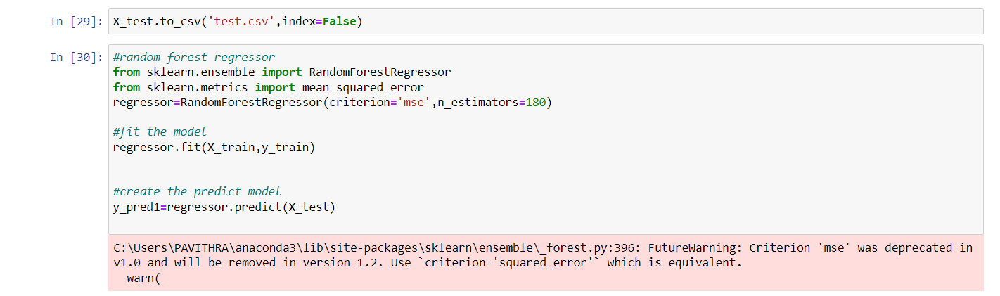 In [29]: X_test.to_csv('test.csv',index=False)
In [30]: #random forest regressor
from sklearn.ensemble import RandomForestRegressor
from sklearn.metrics import mean_squared_error
regressor=RandomForestRegressor(criterion='mse',n_estimators=180)
#fit the model
regressor.fit(X_train,y_train)
#create the predict model
y_pred1=regressor.predict(X_test)
C:\Users\PAVITHRA\anaconda3\lib\site-packages\sklearn\ensemble\_forest.py:396: FutureWarning: Criterion 'mse' was deprecated in
v1.0 and will be removed in version 1.2. Use `criterion='squared_error'` which is equivalent.
warn(